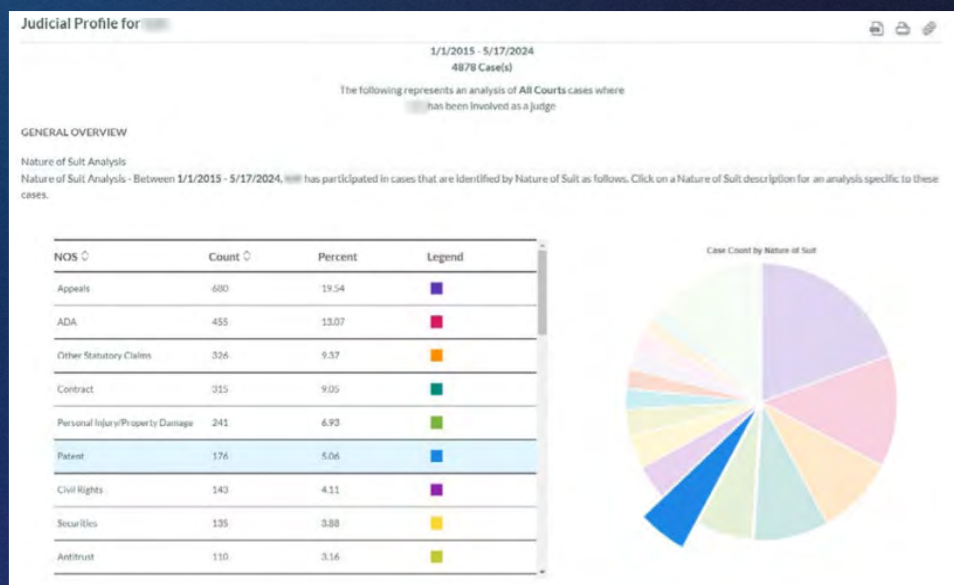 Judicial Profile for
1/1/2015 - 5/17/2024
4878 Case(s)
The following represents an analysis of All Courts cases where
has been involved as a judge
GENERAL OVERVIEW
Nature of Suit Analysis
Nature of Suit Analysis - Between 1/1/2015 - 5/17/2024, has participated in cases that are identified by Nature of Suit as follows. Click on a Nature of Suit description for an analysis specific to these
cases.
Case Count by Nature of Suit
NOS Count Percent Legend
Appeals 680 19.54
ADA 455 13.07
Other Statutory Claims 326 9.37
Contract 315 9.05
Personal Injury/Property Damage 241 6.93
Patent 176 5.06
Civil Rights 143 4.11
Securities 135 3.88
Antitrust 110 3.16